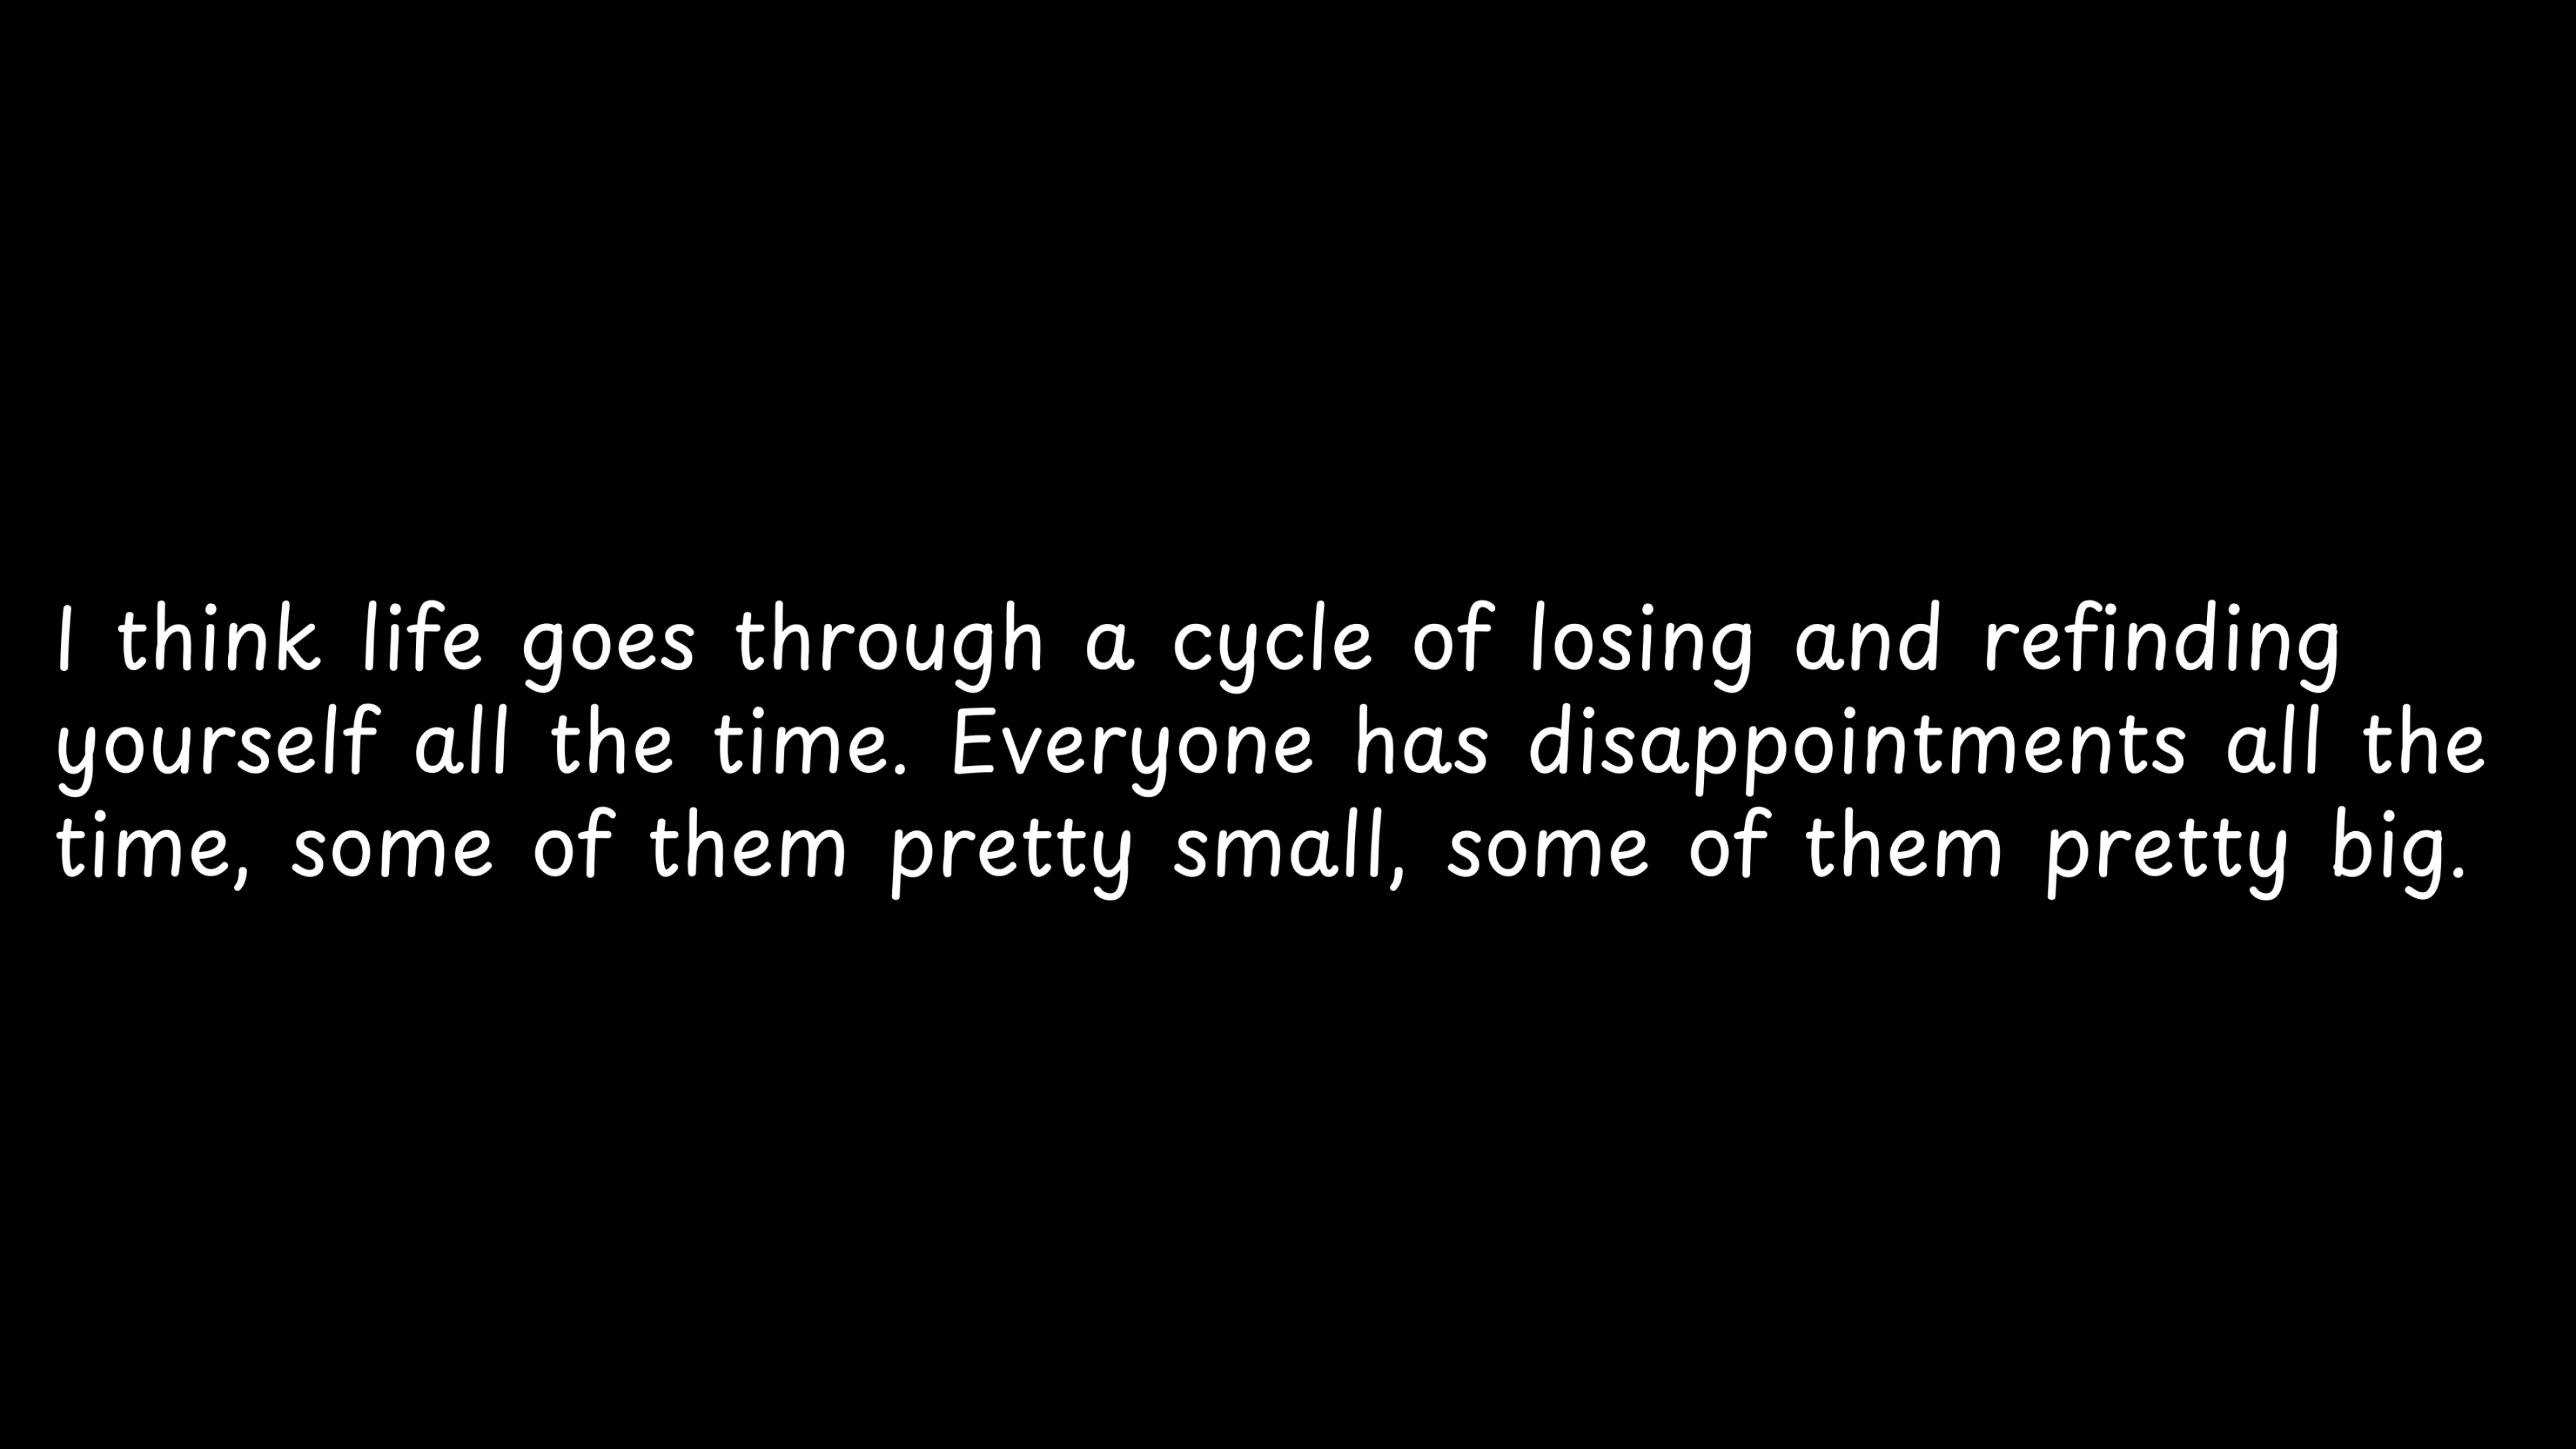 I think life goes through a cycle of losing and refinding
yourself all the time. Everyone has disappointments all the
time, some of them pretty small, some of them pretty big.